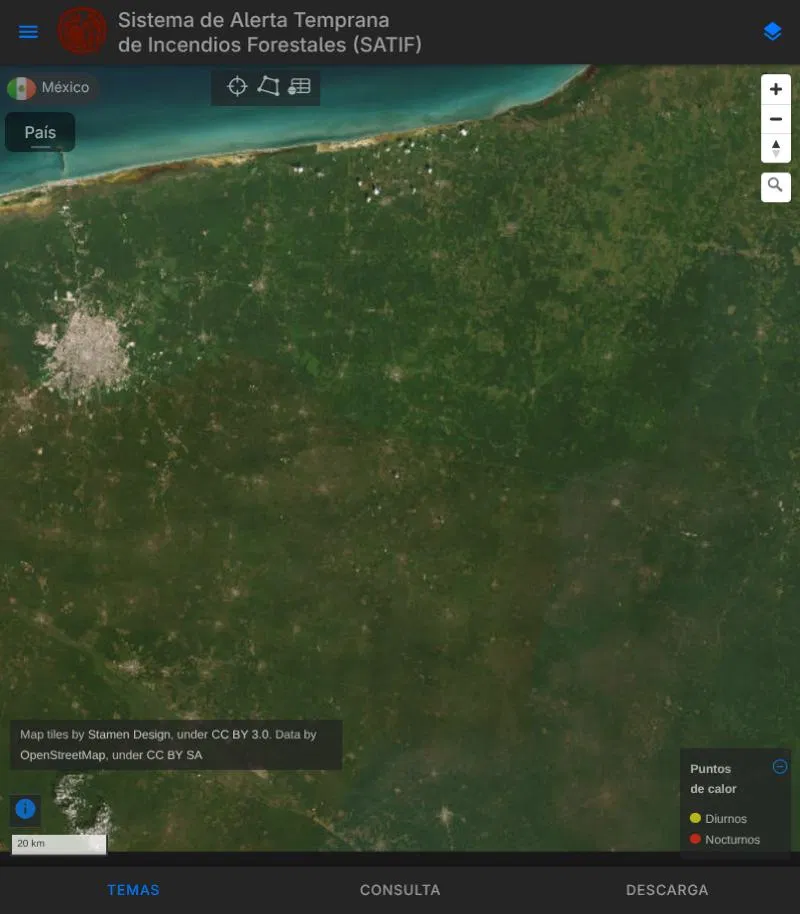 Sistema de Alerta Temprana
de Incendios Forestales (SATIF)
México
País
Map tiles by Stamen Design, under CC BY 3.0. Data by
OpenStreetMap, under CC BY SA
20 km
Puntos
de calor
Diurnos
Nocturnos
TEMAS
CONSULTA
DESCARGA